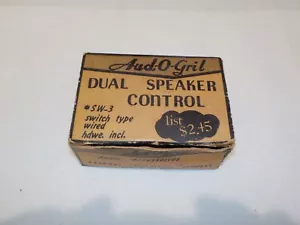 Aud-O-Gril
DUAL SPEAKER
CONTROL
*SW-3
switch type
wired
hdwe. incl.
list
$2.45